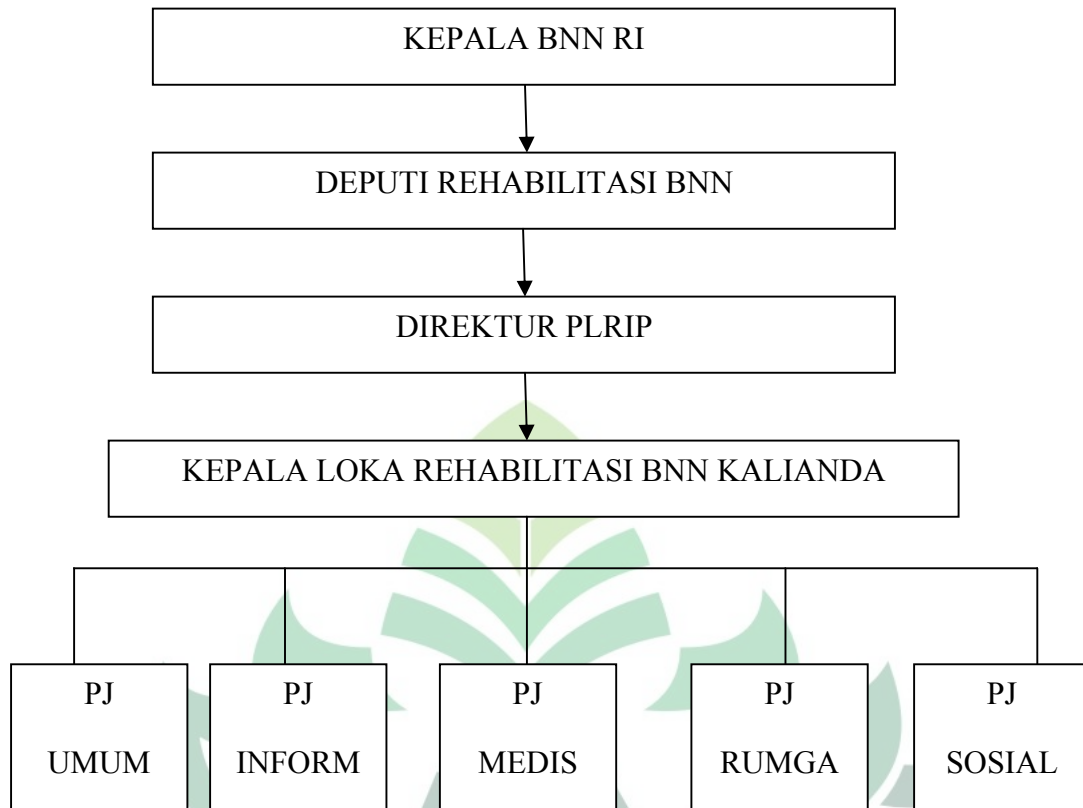 KEPALA BNN RI
DEPUTI REHABILITASI BNN
DIREKTUR PLRIP
KEPALA LOKA REHABILITASI BNN KALIANDA
PJ
UMUM
PJ
INFORM
PJ
MEDIS
PJ
RUMGA
PJ
SOSIAL